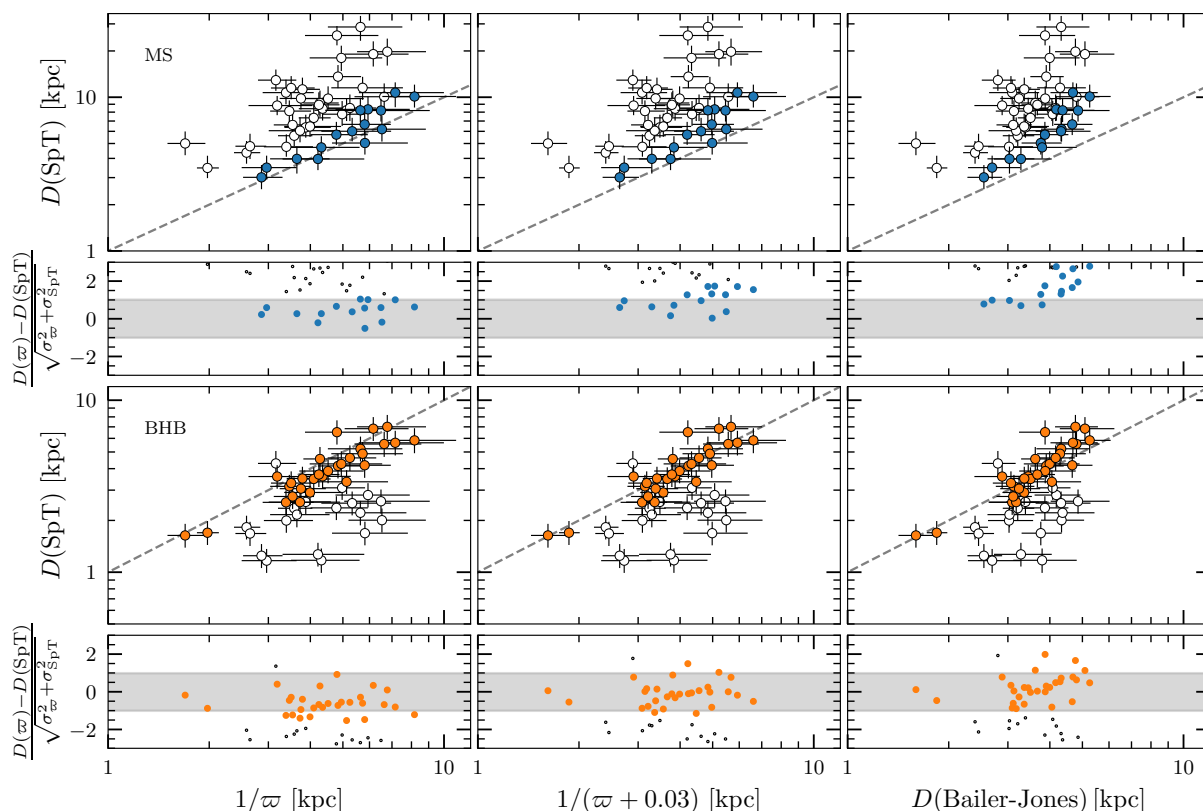 MS
10
1
D(SpT) [kpc]
2
0
−2
D(ϖ)−D(SpT)
√σ²ϖ+σ²SpT
BHB
10
1
D(SpT) [kpc]
2
0
−2
D(ϖ)−D(SpT)
√σ²ϖ+σ²SpT
1 10 1 10 1 10
1/ϖ [kpc] 1/(ϖ + 0.03) [kpc] D(Bailer-Jones) [kpc]